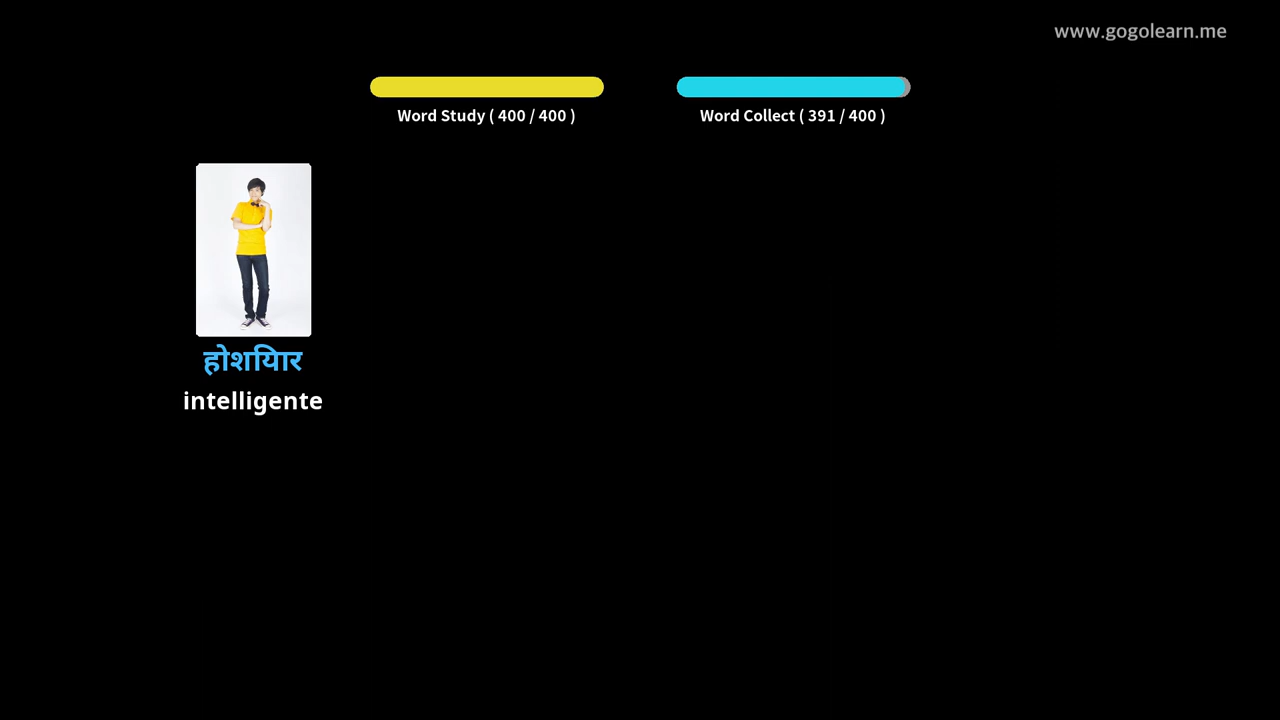 www.gogolearn.me
Word Study ( 400 / 400 )
Word Collect ( 391 / 400 )
होशियार
intelligente